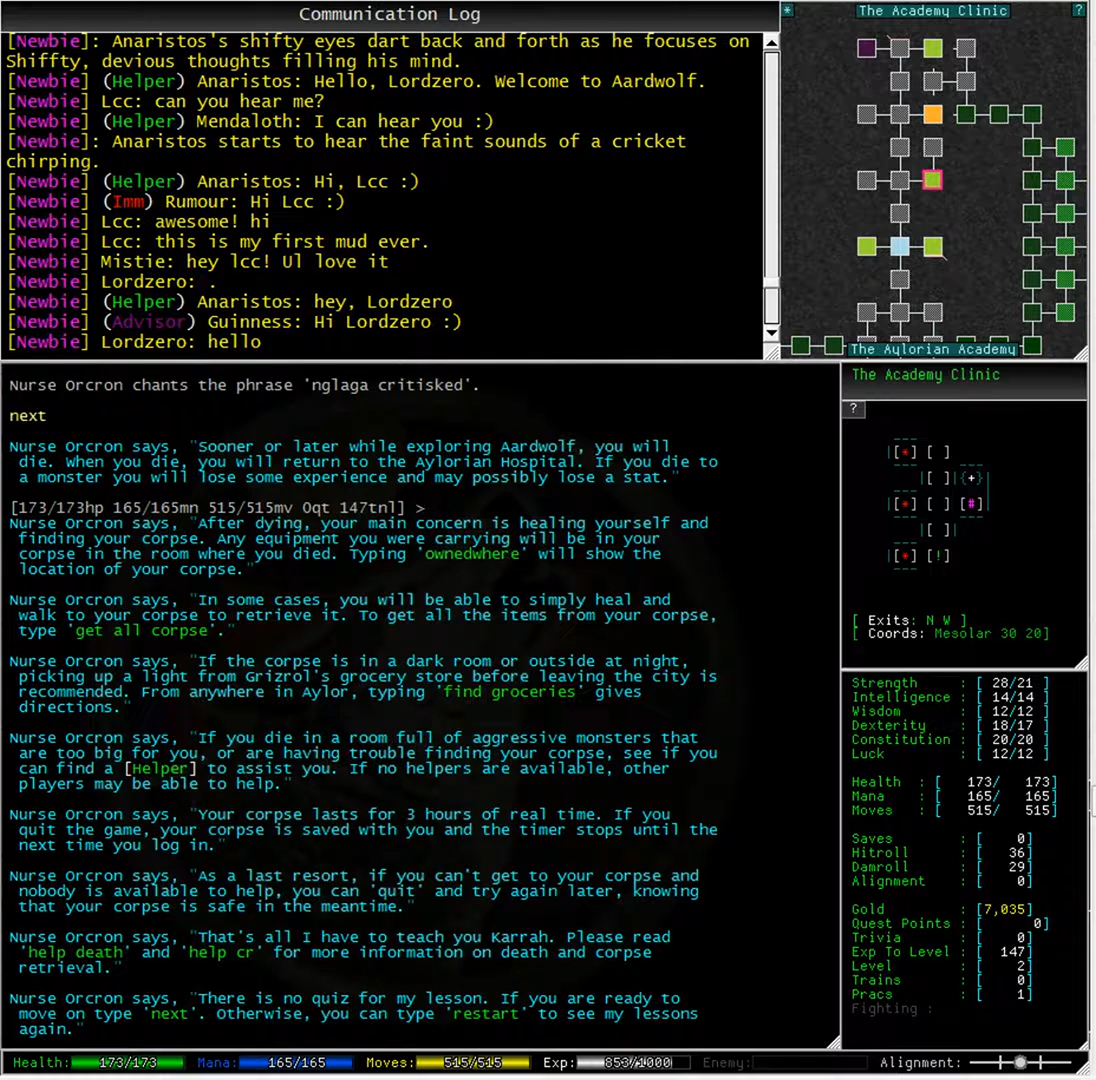 Communication Log
[Newbie]: Anaristos's shifty eyes dart back and forth as he focuses on
Shiffty, devious thoughts filling his mind.
[Newbie] (Helper) Anaristos: Hello, Lordzero. Welcome to Aardwolf.
[Newbie] Lcc: can you hear me?
[Newbie] (Helper) Mendaloth: I can hear you :)
[Newbie]: Anaristos starts to hear the faint sounds of a cricket
chirping.
[Newbie] (Helper) Anaristos: Hi, Lcc :)
[Newbie] (Imm) Rumour: Hi Lcc :)
[Newbie] Lcc: awesome! hi
[Newbie] Lcc: this is my first mud ever.
[Newbie] Mistie: hey lcc! Ul love it
[Newbie] Lordzero: .
[Newbie] (Helper) Anaristos: hey, Lordzero
[Newbie] (Advisor) Guinness: Hi Lordzero :)
[Newbie] Lordzero: hello
* The Academy Clinic ?
The Aylorian Academy
Nurse Orcron chants the phrase 'nglaga critisked'.
next
Nurse Orcron says, "Sooner or later while exploring Aardwolf, you will
die. When you die, you will return to the Aylorian Hospital. If you die to
a monster you will lose some experience and may possibly lose a stat."
[173/173hp 165/165mn 515/515mv 0qt 147tnl] >
Nurse Orcron says, "After dying, your main concern is healing yourself and
finding your corpse. Any equipment you were carrying will be in your
corpse in the room where you died. Typing 'ownedwhere' will show the
location of your corpse."
Nurse Orcron says, "In some cases, you will be able to simply heal and
walk to your corpse to retrieve it. To get all the items from your corpse,
type 'get all corpse'."
Nurse Orcron says, "If the corpse is in a dark room or outside at night,
picking up a light from Grizrol's grocery store before leaving the city is
recommended. From anywhere in Aylor, typing 'find groceries' gives
directions."
Nurse Orcron says, "If you die in a room full of aggressive monsters that
are too big for you, or are having trouble finding your corpse, see if you
can find a [Helper] to assist you. If no helpers are available, other
players may be able to help."
Nurse Orcron says, "Your corpse lasts for 3 hours of real time. If you
quit the game, your corpse is saved with you and the timer stops until the
next time you log in."
Nurse Orcron says, "As a last resort, if you can't get to your corpse and
nobody is available to help, you can 'quit' and try again later, knowing
that your corpse is safe in the meantime."
Nurse Orcron says, "That's all I have to teach you Karrah. Please read
'help death' and 'help cr' for more information on death and corpse
retrieval."
Nurse Orcron says, "There is no quiz for my lesson. If you are ready to
move on type 'next'. Otherwise, you can type 'restart' to see my lessons
again."
The Academy Clinic
?
---
|[*] [ ]
--- ---
|[ ]|{+}|
--- ---
|[*] [ ] [#]|
--- ---
|[ ]|
---
|[*] [!]
---
[ Exits: N W ]
[ Coords: Mesolar 30 20]
Strength : [ 28/21 ]
Intelligence : [ 14/14 ]
Wisdom : [ 12/12 ]
Dexterity : [ 18/17 ]
Constitution : [ 20/20 ]
Luck : [ 12/12 ]
Health : [ 173/ 173]
Mana : [ 165/ 165]
Moves : [ 515/ 515]
Saves : [ 0]
Hitroll : [ 36]
Damroll : [ 29]
Alignment : [ 0]
Gold : [7,035]
Quest Points : [ 0]
Trivia : [ 0]
Exp To Level : [ 147]
Level : [ 2]
Trains : [ 0]
Pracs : [ 1]
Fighting :
Health: 173/173 Mana: 165/165 Moves: 515/515 Exp: 853/1000 Enemy: Alignment: